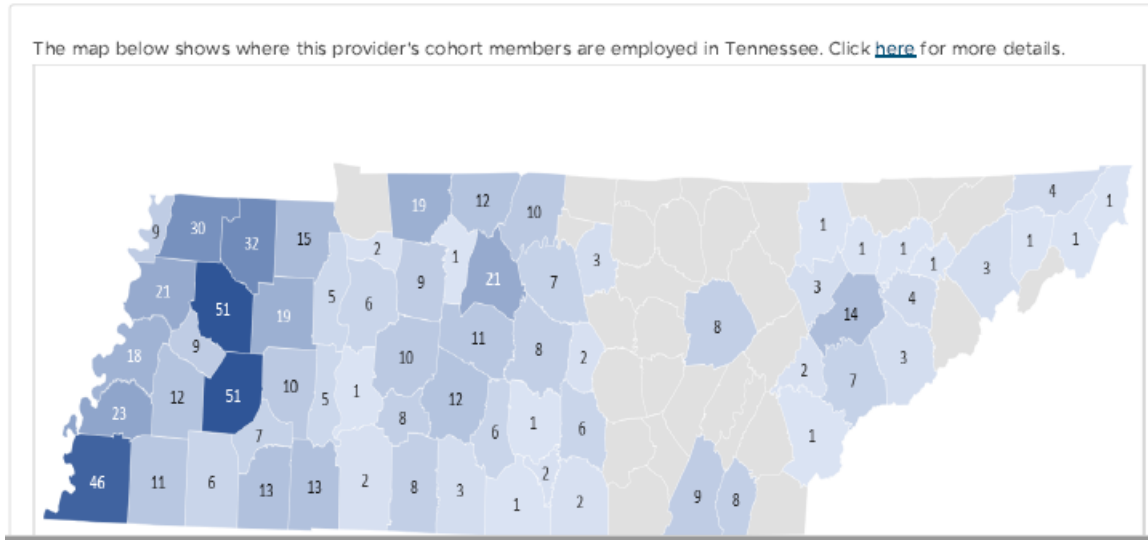 The map below shows where this provider's cohort members are employed in Tennessee. Click here for more details.
4 1
19 12 10
9 30 32 15 1 1 1
2 1 3 1 1 1 3
21 5 6 9 21 7 3 4
51 19 14
8
18 9 10 11 8 2 2 7 3
23 12 51 10 5 1 8 12 6 1 6
7 1
46 11 6 13 13 2 8 3 2 9 8
1 2